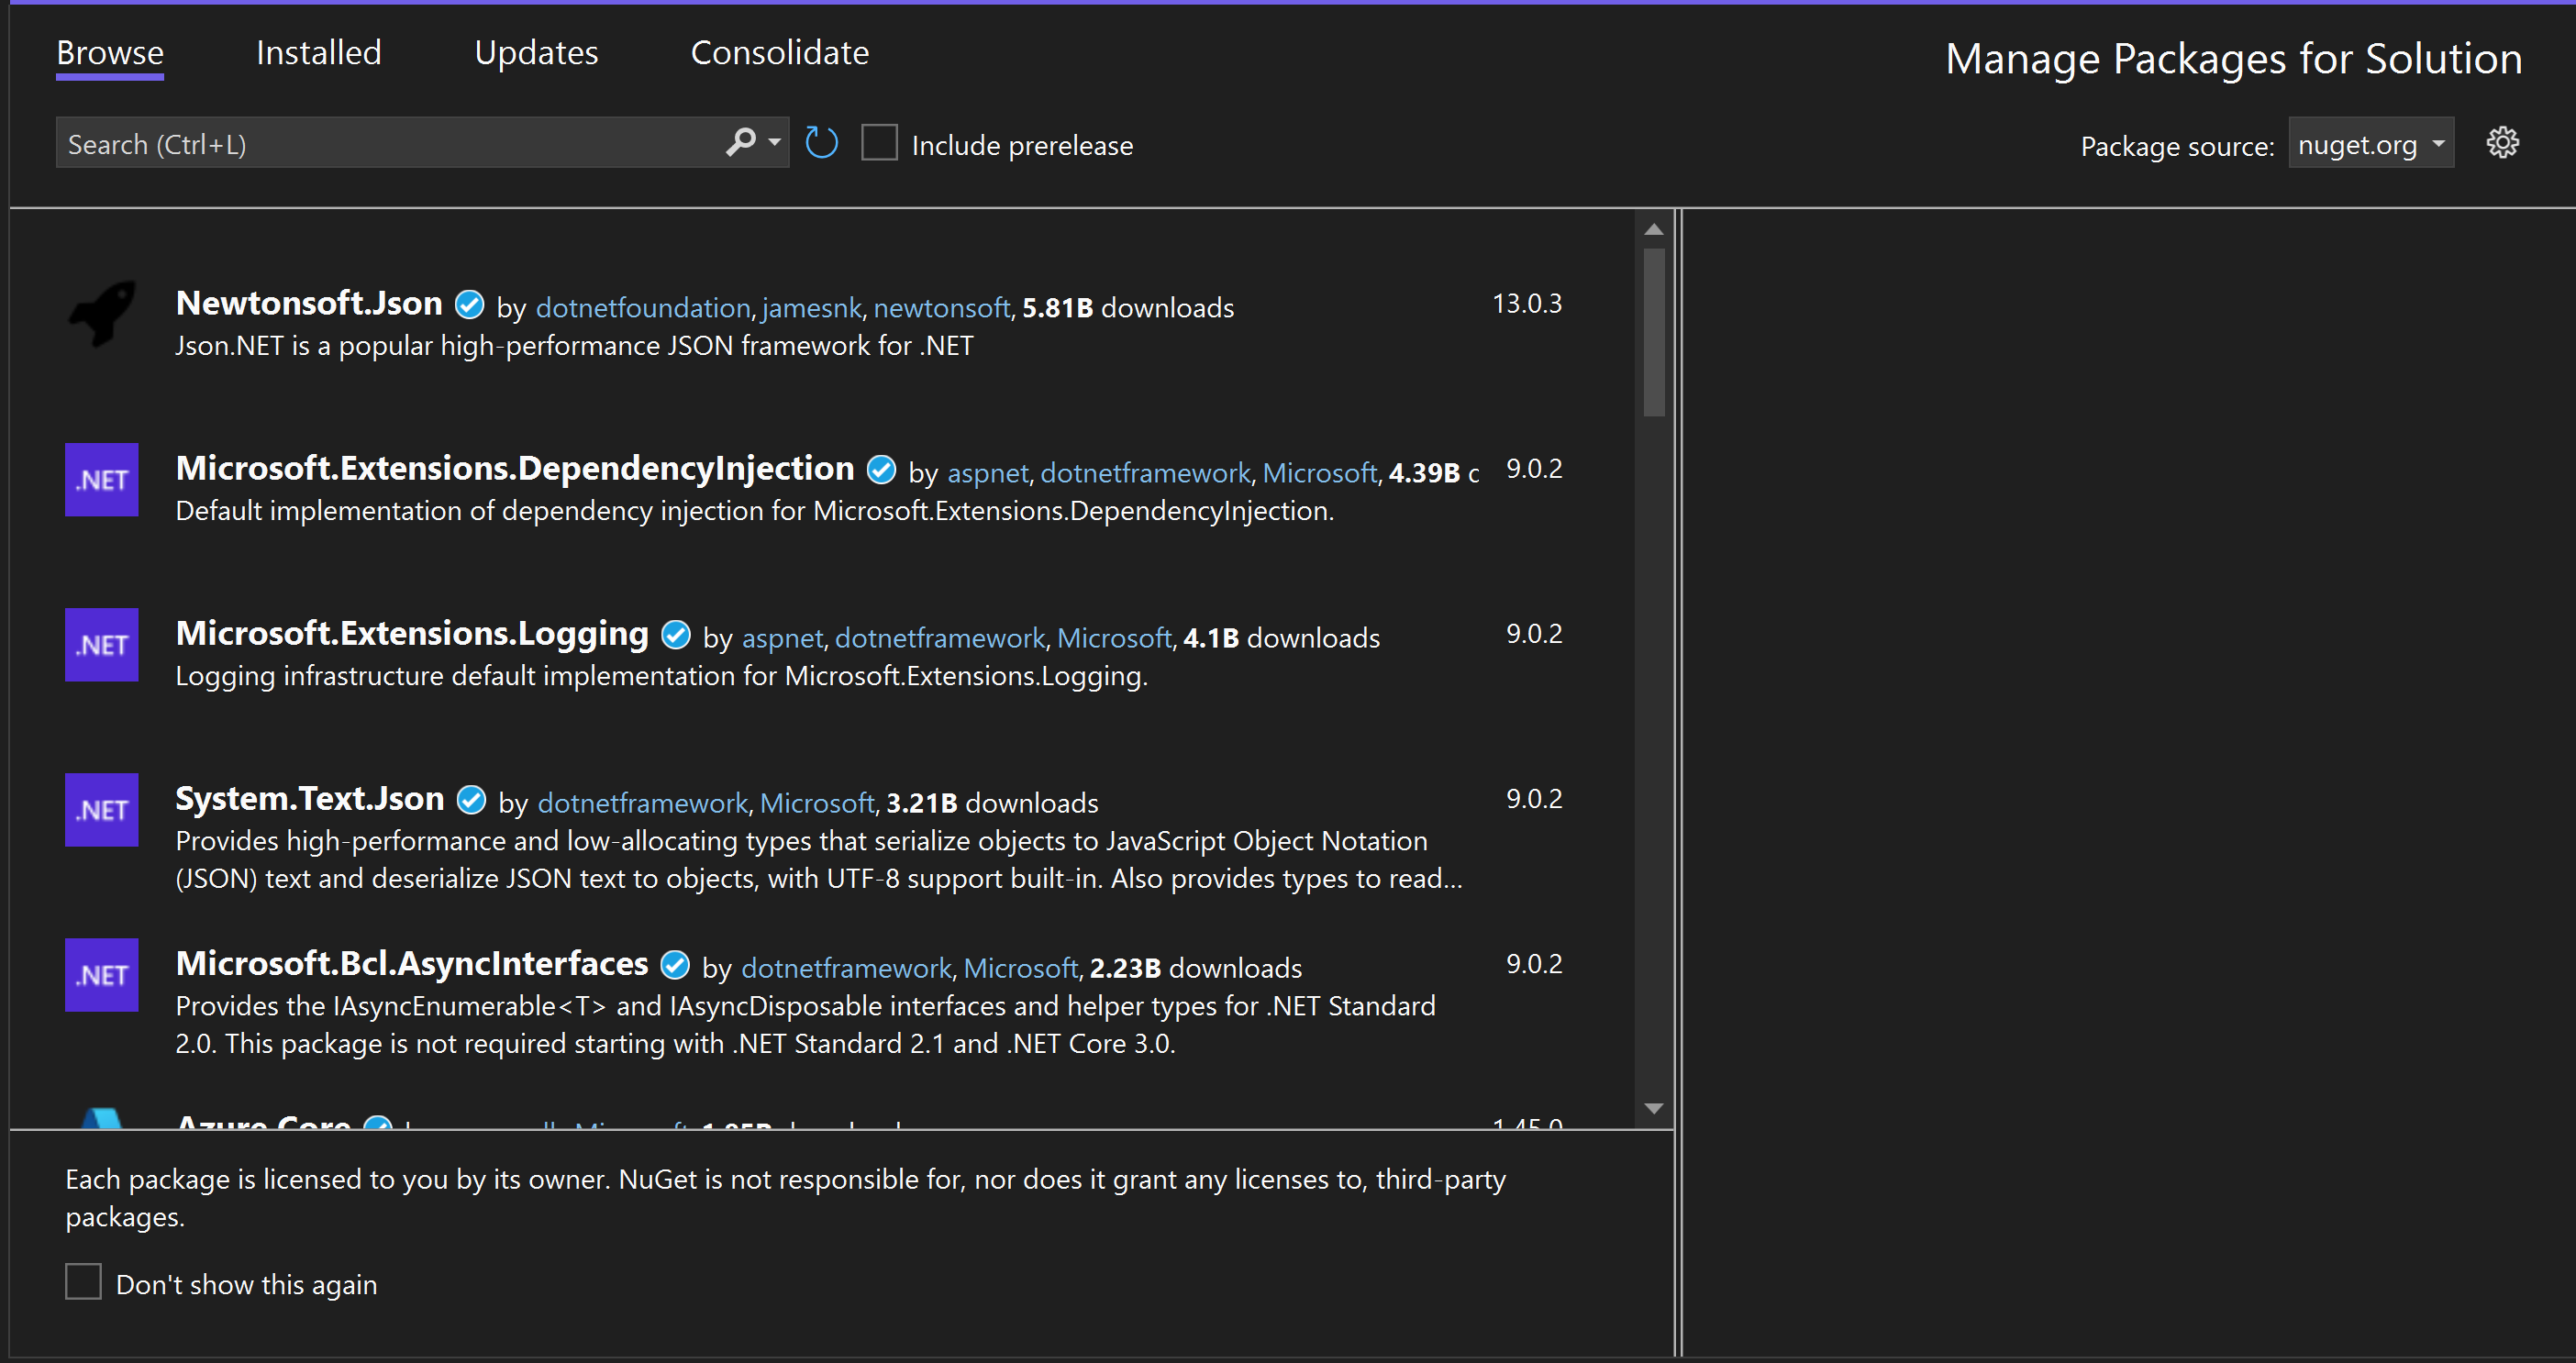 Browse Installed Updates Consolidate
Manage Packages for Solution
Search (Ctrl+L)
Include prerelease
Package source: nuget.org
Newtonsoft.Json by dotnetfoundation, jamesnk, newtonsoft, 5.81B downloads 13.0.3
Json.NET is a popular high-performance JSON framework for .NET
.NET
Microsoft.Extensions.DependencyInjection by aspnet, dotnetframework, Microsoft, 4.39B 9.0.2
Default implementation of dependency injection for Microsoft.Extensions.DependencyInjection.
.NET
Microsoft.Extensions.Logging by aspnet, dotnetframework, Microsoft, 4.1B downloads 9.0.2
Logging infrastructure default implementation for Microsoft.Extensions.Logging.
.NET
System.Text.Json by dotnetframework, Microsoft, 3.21B downloads 9.0.2
Provides high-performance and low-allocating types that serialize objects to JavaScript Object Notation
(JSON) text and deserialize JSON text to objects, with UTF-8 support built-in. Also provides types to read...
.NET
Microsoft.Bcl.AsyncInterfaces by dotnetframework, Microsoft, 2.23B downloads 9.0.2
Provides the IAsyncEnumerable<T> and IAsyncDisposable interfaces and helper types for .NET Standard
2.0. This package is not required starting with .NET Standard 2.1 and .NET Core 3.0.
Azure.Core Microsoft, 1.45.0
Each package is licensed to you by its owner. NuGet is not responsible for, nor does it grant any licenses to, third-party
packages.
Don't show this again